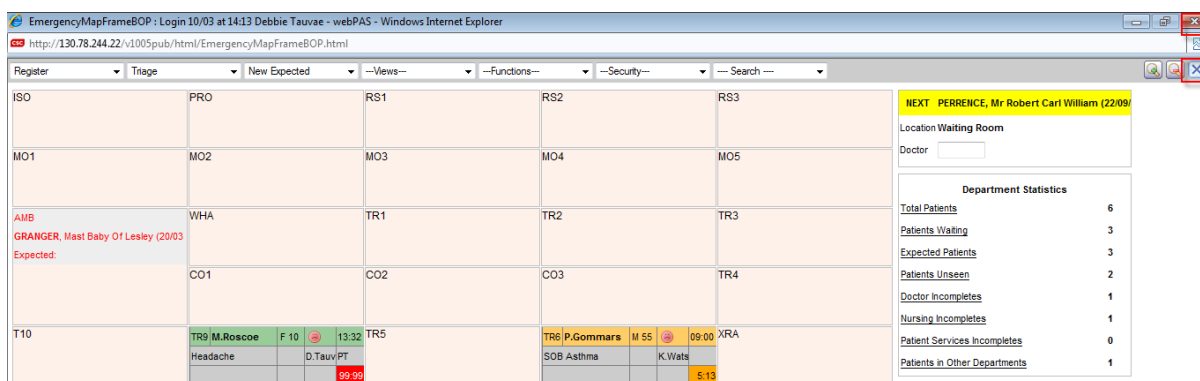 EmergencyMapFrameBOP : Login 10/03 at 14:13 Debbie Tauvae - webPAS - Windows Internet Explorer
CSC http://130.78.244.22/v1005pub/html/EmergencyMapFrameBOP.html
Register Triage New Expected ---Views--- ---Functions--- ---Security--- ---- Search ----
ISO PRO RS1 RS2 RS3
NEXT PERRENCE, Mr Robert Carl William (22/09/
Location Waiting Room
Doctor
MO1 MO2 MO3 MO4 MO5
Department Statistics
Total Patients 6
AMB WHA TR1 TR2 TR3
GRANGER, Mast Baby Of Lesley (20/03
Patients Waiting 3
Expected:
Expected Patients 3
CO1 CO2 CO3 TR4
Patients Unseen 2
Doctor Incompletes 1
Nursing Incompletes 1
T10 TR9 M.Roscoe F 10 13:32 TR5 TR6 P.Gommars M 55 09:00 XRA
Patient Services Incompletes 0
Headache D.Tauv PT SOB Asthma K.Wats
Patients in Other Departments 1
99:99 5:13